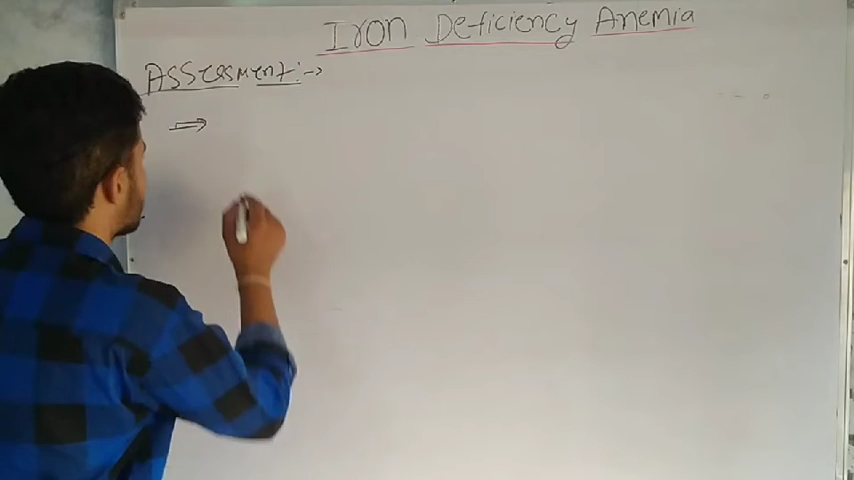 Iron Deficiency Anemia
Assessment:→
⇒